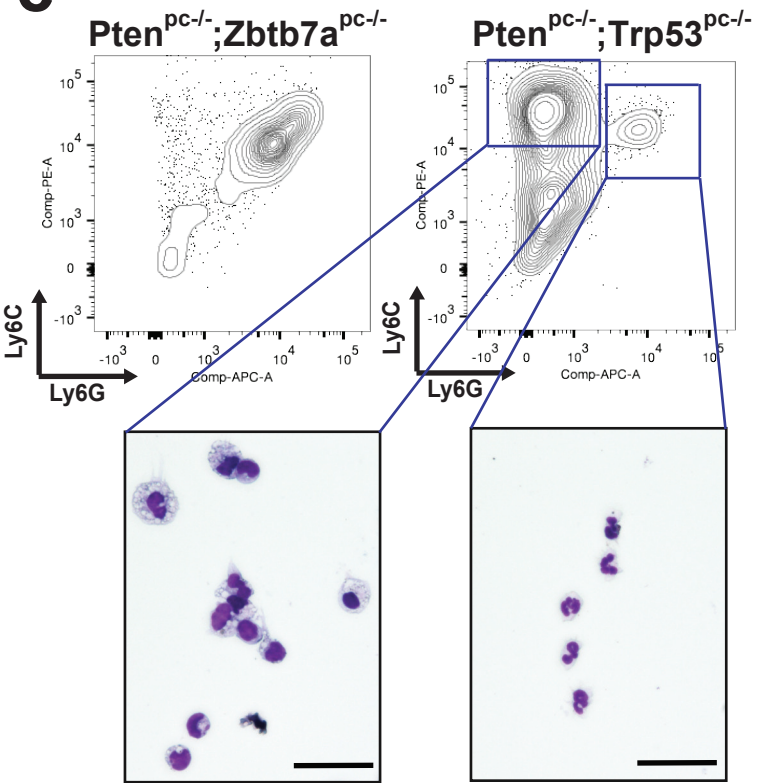 Pten^pc-/-;Zbtb7a^pc-/-
Pten^pc-/-;Trp53^pc-/-
10^5
10^4
10^3
0
-10^3
Comp-PE-A
Ly6C
-10^3 0 10^3 10^4 10^5
Comp-APC-A
Ly6G
10^5
10^4
10^3
0
-10^3
Comp-PE-A
Ly6C
-10^3 0 10^3 10^4 10^5
Comp-APC-A
Ly6G